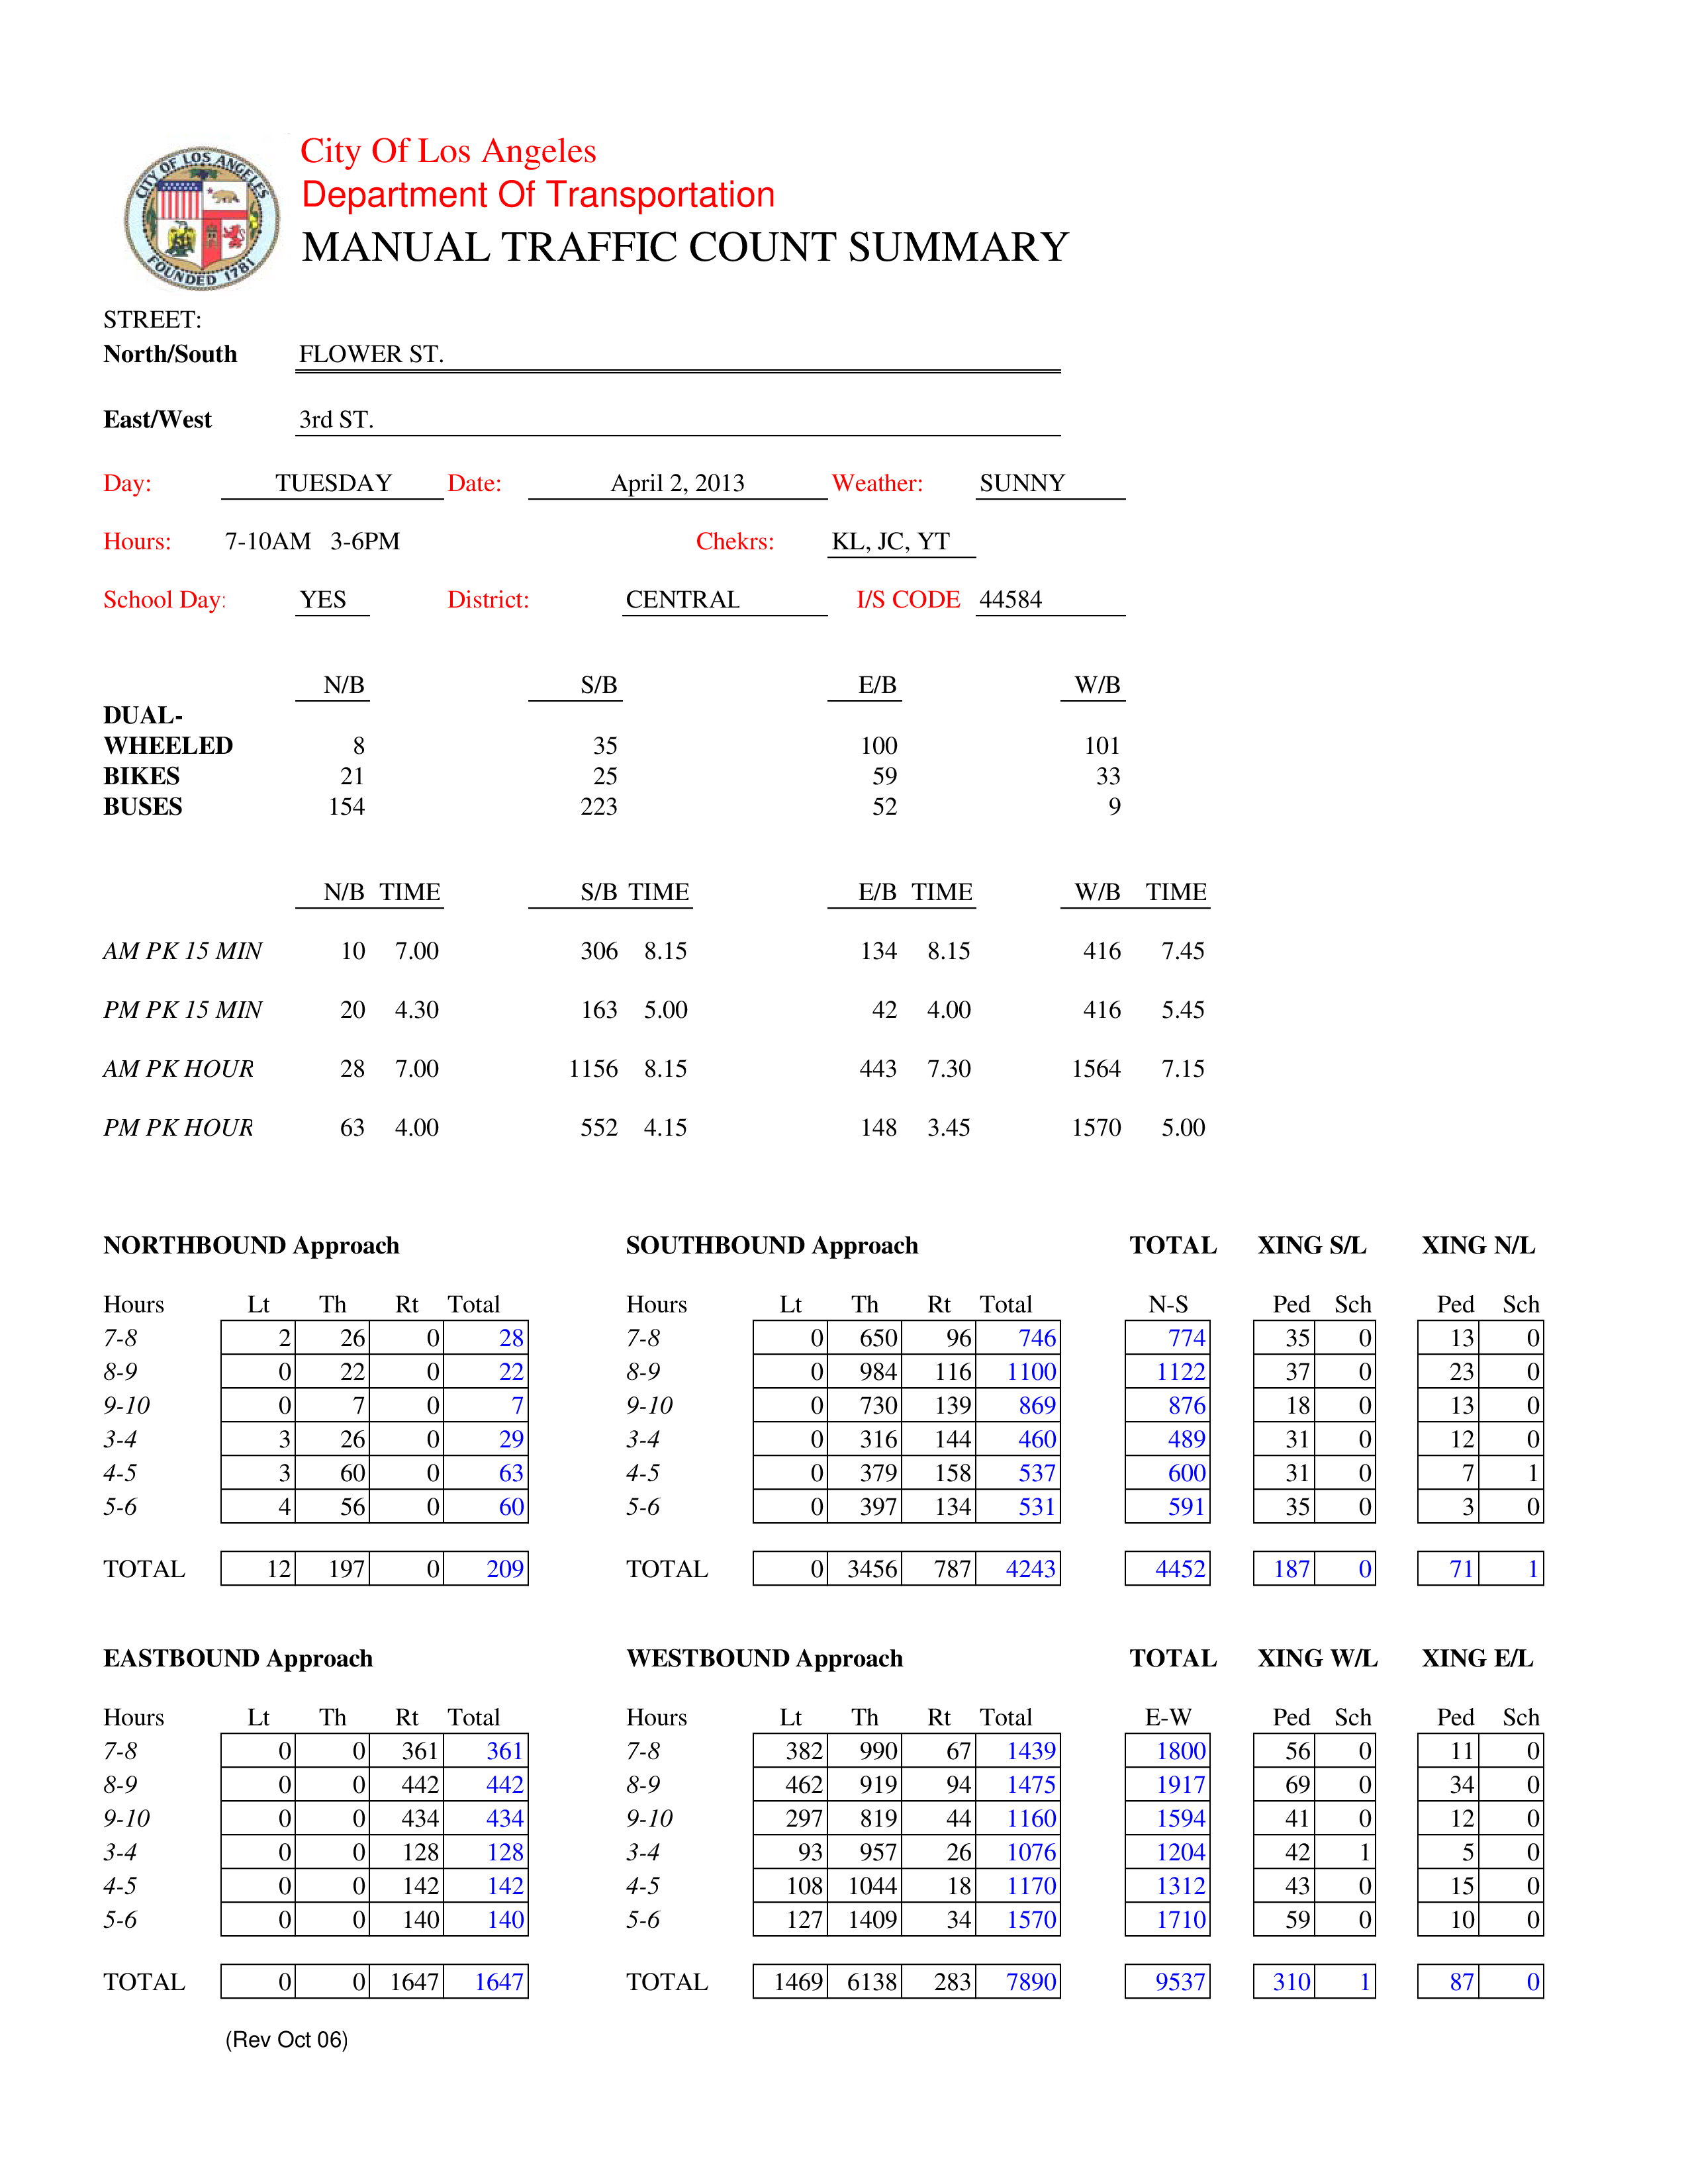 CITY OF LOS ANGELES
FOUNDED 1781
City Of Los Angeles
Department Of Transportation
MANUAL TRAFFIC COUNT SUMMARY
STREET:
North/South FLOWER ST.
East/West 3rd ST.
Day: TUESDAY Date: April 2, 2013 Weather: SUNNY
Hours: 7-10AM 3-6PM Chekrs: KL, JC, YT
School Day: YES District: CENTRAL I/S CODE 44584
N/B S/B E/B W/B
DUAL-
WHEELED 8 35 100 101
BIKES 21 25 59 33
BUSES 154 223 52 9
N/B TIME S/B TIME E/B TIME W/B TIME
AM PK 15 MIN 10 7.00 306 8.15 134 8.15 416 7.45
PM PK 15 MIN 20 4.30 163 5.00 42 4.00 416 5.45
AM PK HOUR 28 7.00 1156 8.15 443 7.30 1564 7.15
PM PK HOUR 63 4.00 552 4.15 148 3.45 1570 5.00
NORTHBOUND Approach SOUTHBOUND Approach TOTAL XING S/L XING N/L
Hours Lt Th Rt Total Hours Lt Th Rt Total N-S Ped Sch Ped Sch
7-8 2 26 0 28 7-8 0 650 96 746 774 35 0 13 0
8-9 0 22 0 22 8-9 0 984 116 1100 1122 37 0 23 0
9-10 0 7 0 7 9-10 0 730 139 869 876 18 0 13 0
3-4 3 26 0 29 3-4 0 316 144 460 489 31 0 12 0
4-5 3 60 0 63 4-5 0 379 158 537 600 31 0 7 1
5-6 4 56 0 60 5-6 0 397 134 531 591 35 0 3 0
TOTAL 12 197 0 209 TOTAL 0 3456 787 4243 4452 187 0 71 1
EASTBOUND Approach WESTBOUND Approach TOTAL XING W/L XING E/L
Hours Lt Th Rt Total Hours Lt Th Rt Total E-W Ped Sch Ped Sch
7-8 0 0 361 361 7-8 382 990 67 1439 1800 56 0 11 0
8-9 0 0 442 442 8-9 462 919 94 1475 1917 69 0 34 0
9-10 0 0 434 434 9-10 297 819 44 1160 1594 41 0 12 0
3-4 0 0 128 128 3-4 93 957 26 1076 1204 42 1 5 0
4-5 0 0 142 142 4-5 108 1044 18 1170 1312 43 0 15 0
5-6 0 0 140 140 5-6 127 1409 34 1570 1710 59 0 10 0
TOTAL 0 0 1647 1647 TOTAL 1469 6138 283 7890 9537 310 1 87 0
(Rev Oct 06)